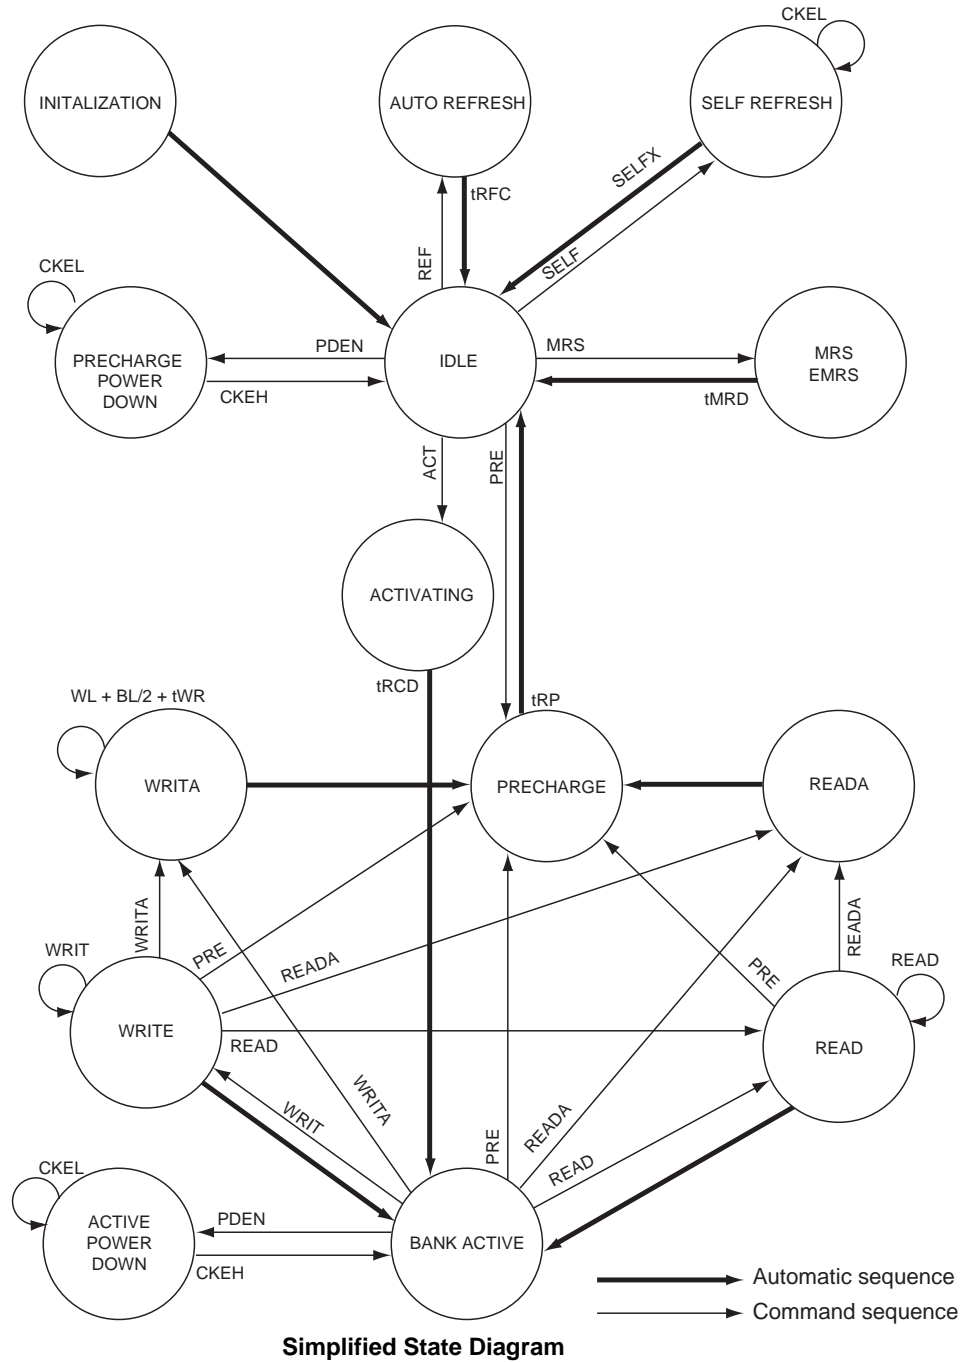 CKEL
INITALIZATION
AUTO REFRESH
SELF REFRESH
SELFX
tRFC
REF
SELF
CKEL
PDEN
IDLE
MRS
PRECHARGE
POWER
DOWN
MRS
EMRS
CKEH
tMRD
ACT
PRE
ACTIVATING
tRCD
WL + BL/2 + tWR
tRP
WRITA
PRECHARGE
READA
WRITA
READA
WRIT
PRE
READA
PRE
READ
WRITE
READ
READ
WRITA
WRIT
READA
PRE
READ
CKEL
ACTIVE
POWER
DOWN
PDEN
BANK ACTIVE
CKEH
Automatic sequence
Command sequence
Simplified State Diagram